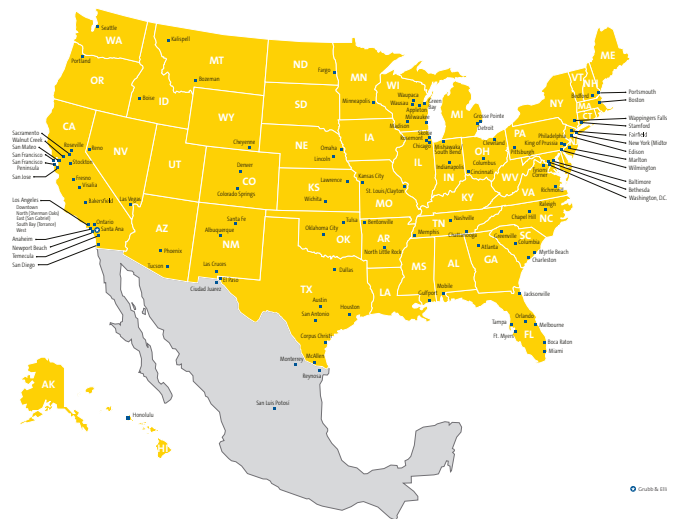 Seattle
WA
Kalispell
Portland
MT
ND
Fargo
MN
OR
Bozeman
Boise
ID
SD
Minneapolis
WI
Waupaca
Wausau
Appleton
Green
Bay
Milwaukee
Madison
MI
Grosse Pointe
Detroit
ME
VT
NH
Bedford
Portsmouth
Boston
NY
MA
CT
Wappingers Falls
Stamford
Fairfield
New York (Midtor
Edison
Marlton
Wilmington
Philadelphia
King of Prussia
PA
Pittsburgh
Tysons
Corner
Baltimore
Bethesda
Washington, D.C.
WY
Cheyenne
NE
Omaha
Lincoln
IA
Skokie
Rosemont
Chicago
IL
Mishawaka
South Bend
IN
Indianapolis
OH
Cleveland
Columbus
Cincinnati
WV
VA
Richmond
CA
Sacramento
Walnut Creek
San Mateo
San Francisco
San Francisco
Peninsula
San Jose
Roseville
Reno
Stockton
Fresno
Visalia
Bakersfield
NV
Las Vegas
UT
Denver
CO
Colorado Springs
KS
Lawrence
Wichita
Kansas City
St. Louis/Clayton
MO
KY
Los Angeles
Downtown
North (Sherman Oaks)
East (San Gabriel)
South Bay (Torrance)
West
Ontario
Santa Ana
Anaheim
Newport Beach
Temecula
San Diego
AZ
Phoenix
Tucson
Santa Fe
Albuquerque
NM
Las Cruces
El Paso
Ciudad Juarez
Oklahoma City
OK
Tulsa
Bentonville
AR
North Little Rock
TN
Memphis
Nashville
Chattanooga
Raleigh
Chapel Hill
NC
Greenville
SC
Columbia
Myrtle Beach
Charleston
Atlanta
GA
MS
AL
LA
Gulfport
Mobile
Dallas
TX
Austin
San Antonio
Houston
Corpus Christi
McAllen
Monterrey
Reynosa
San Luis Potosi
Jacksonville
Tampa
Orlando
Melbourne
Ft. Myers
FL
Boca Raton
Miami
AK
Honolulu
HI
Grubb & Elli